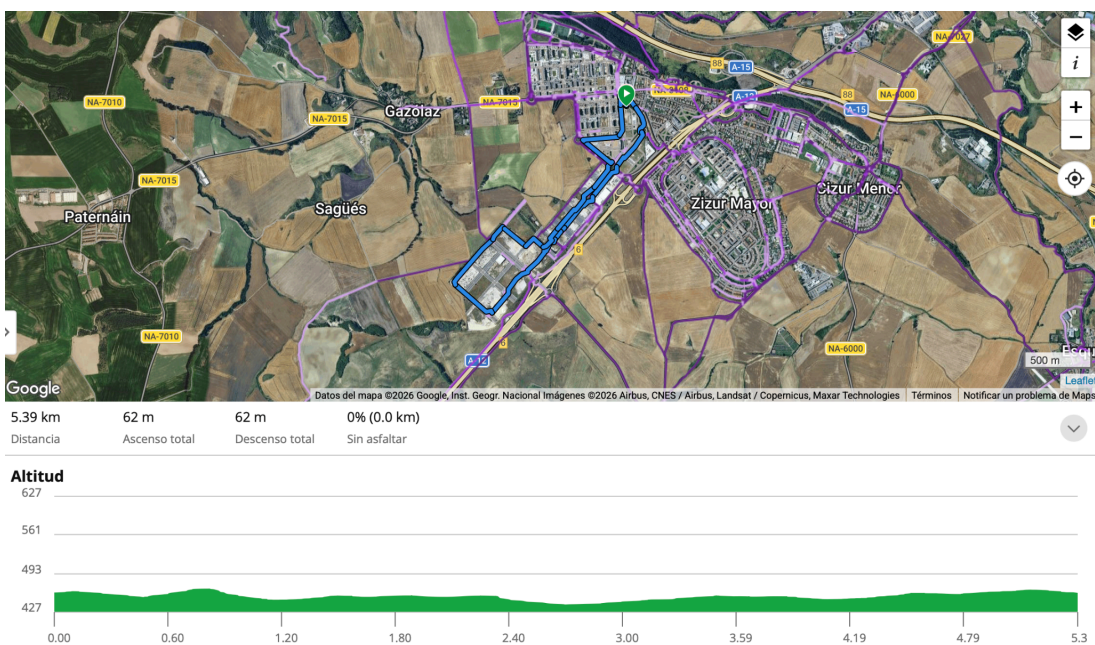 NA-7027
88
A-15
NA-7010
NA-7015
A-12
88
NA-6000
A-15
Gazólaz
NA-7015
NA-7015
Cizur Menor
Zizur Mayor
Sagüés
Paternáin
6
NA-7010
6
NA-6000
A-12
500 m
Leaflet
Google
Datos del mapa ©2026 Google, Inst. Geogr. Nacional Imágenes ©2026 Airbus, CNES / Airbus, Landsat / Copernicus, Maxar Technologies
Términos
Notificar un problema de Maps
5.39 km
62 m
62 m
0% (0.0 km)
Distancia
Ascenso total
Descenso total
Sin asfaltar
Altitud
627
561
493
427
0.00
0.60
1.20
1.80
2.40
3.00
3.59
4.19
4.79
5.3